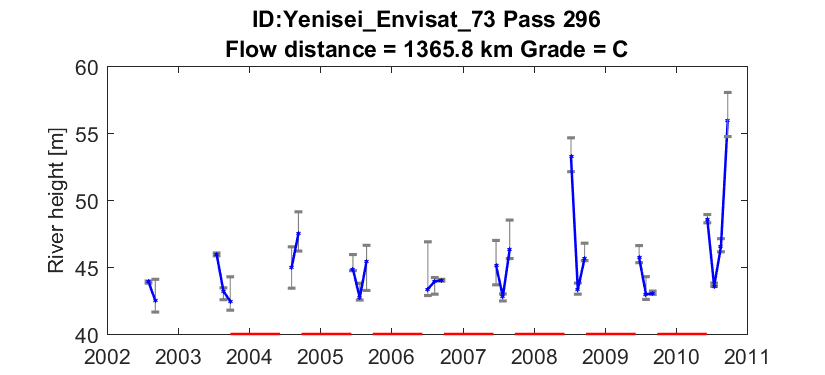 ID:Yenisei_Envisat_73 Pass 296
Flow distance = 1365.8 km Grade = C
River height [m]
60
55
50
45
40
2002 2003 2004 2005 2006 2007 2008 2009 2010 2011